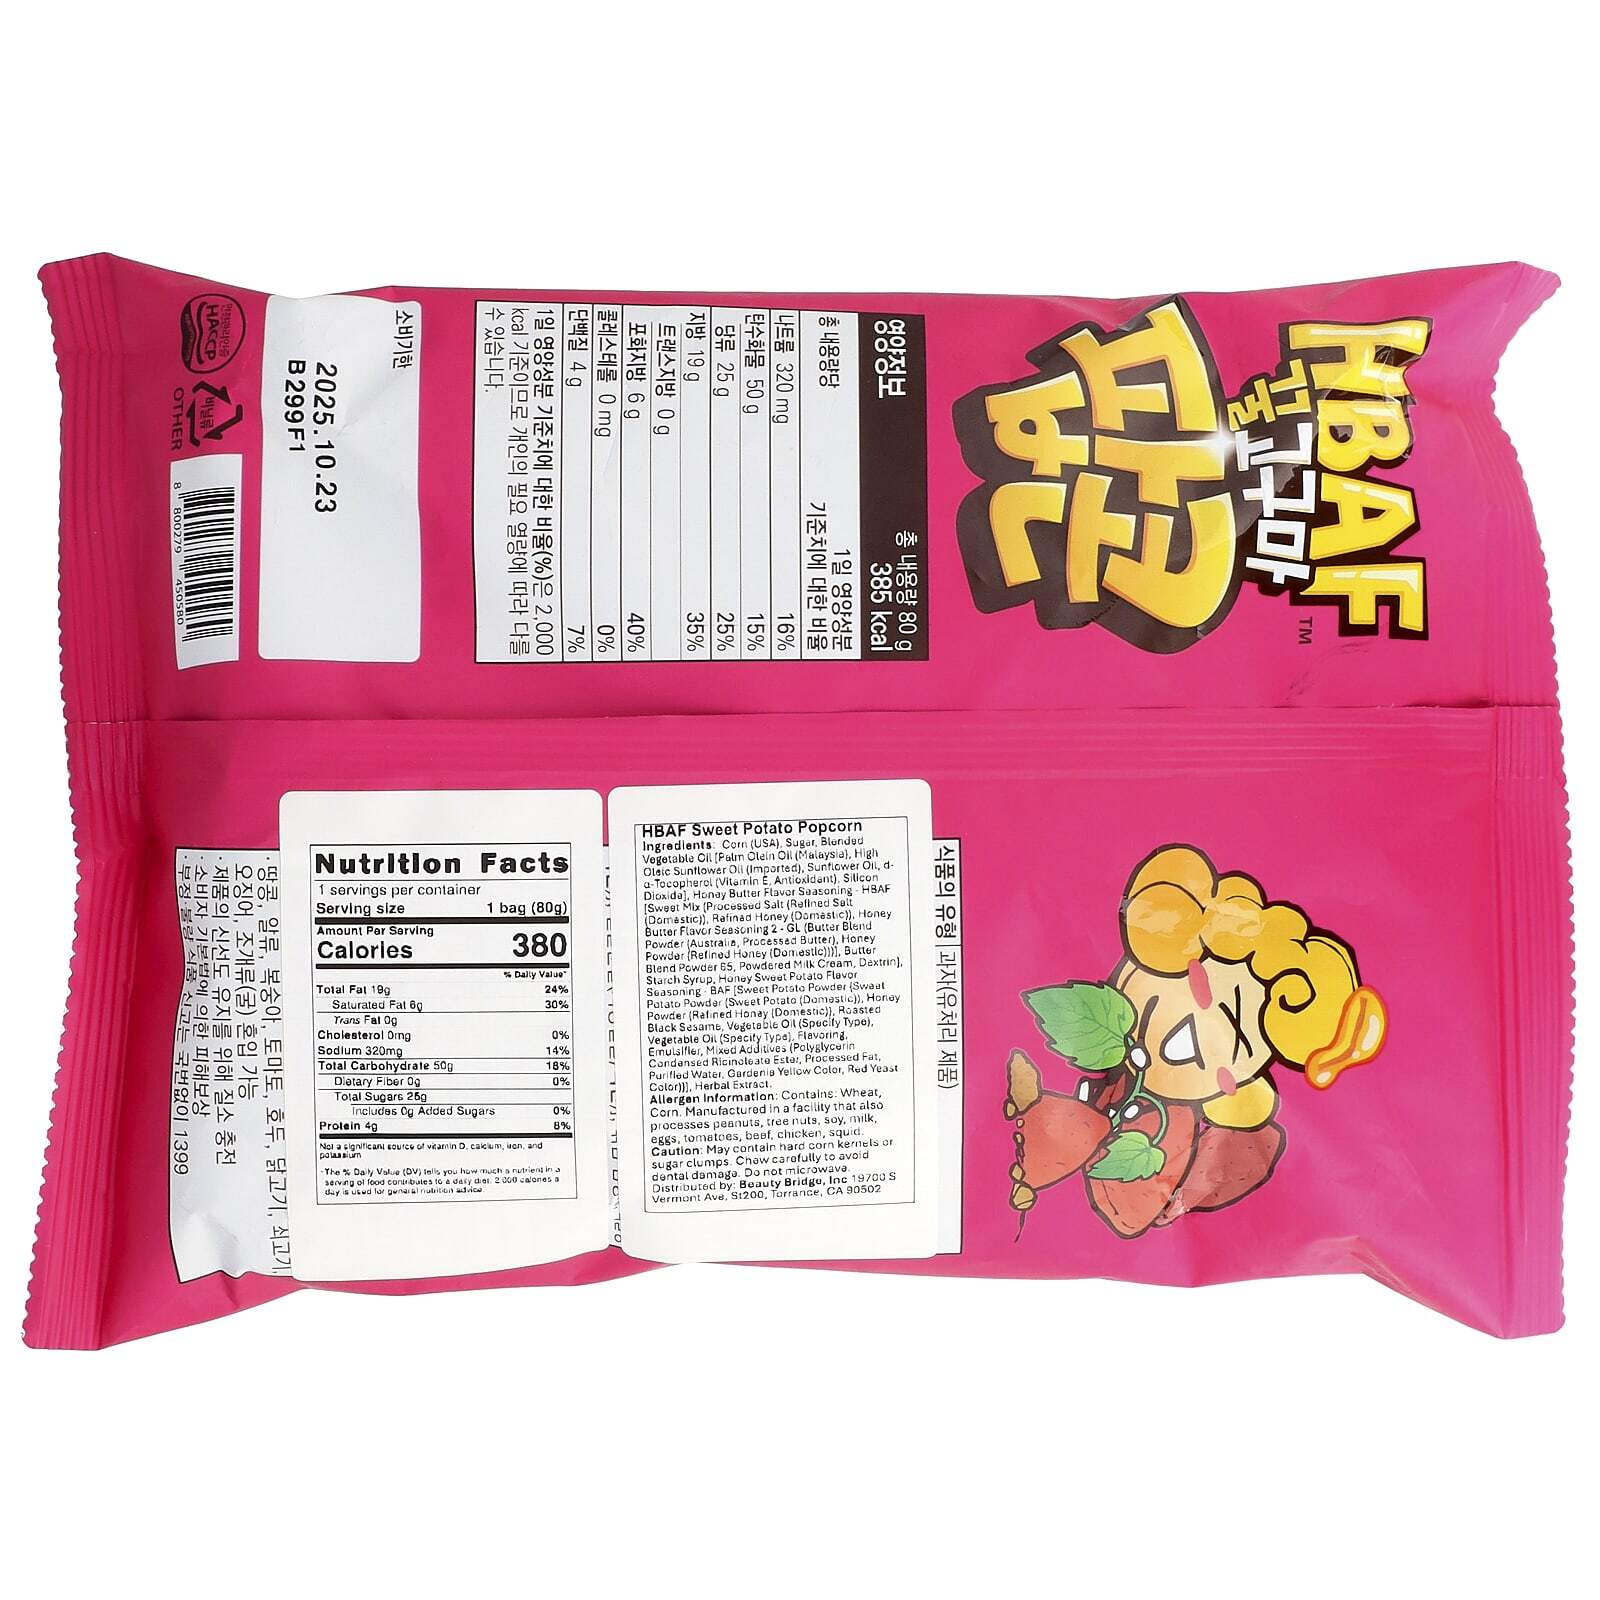 HBAF
꿀고구마
팝콘 ᄀᄋᆞ
TM
영양정보
총 내용량 80 g
385 kcal
총 내용량당
1일 영양성분
기준치에 대한 비율
나트륨 320 mg 16%
탄수화물 50 g 15%
당류 25 g 25%
지방 19 g 35%
트랜스지방 0 g
포화지방 6 g 40%
콜레스테롤 0 mg 0%
단백질 4 g 7%
1일 영양성분 기준치에 대한 비율(%)은 2,000
kcal 기준이므로 개인의 필요 열량에 따라 다를
수 있습니다.
소비기한
2025.10.23
B299F1
HACCP
비닐류
OTHER
8 800279 450580
Nutrition Facts
1 servings per container
Serving size 1 bag (80g)
Amount Per Serving
Calories 380
% Daily Value*
Total Fat 19g 24%
Saturated Fat 6g 30%
Trans Fat 0g
Cholesterol 0mg 0%
Sodium 320mg 14%
Total Carbohydrate 50g 18%
Dietary Fiber 0g 0%
Total Sugars 25g
Includes 0g Added Sugars 0%
Protein 4g 8%
Not a significant source of vitamin D, calcium, iron, and
potassium
*The % Daily Value (DV) tells you how much a nutrient in a
serving of food contributes to a daily diet. 2,000 calories a
day is used for general nutrition advice.
HBAF Sweet Potato Popcorn
Ingredients: Corn (USA), Sugar, Blended
Vegetable Oil [Palm Olein Oil (Malaysia), High
Oleic Sunflower Oil (Imported), Sunflower Oil, d-
α-Tocopherol (Vitamin E, Antioxidant), Silicon
Dioxide], Honey Butter Flavor Seasoning - HBAF
[Sweet Mix (Processed Salt (Refined Salt
(Domestic)), Refined Honey (Domestic)), Honey
Butter Flavor Seasoning 2 - GL (Butter Blend
Powder (Australia, Processed Butter), Honey
Powder (Refined Honey (Domestic)))], Butter
Blend Powder 65, Powdered Milk Cream, Dextrin],
Starch Syrup, Honey Sweet Potato Flavor
Seasoning - BAF [Sweet Potato Powder (Sweet
Potato Powder (Sweet Potato (Domestic)), Honey
Powder (Refined Honey (Domestic)), Roasted
Black Sesame, Vegetable Oil (Specify Type),
Vegetable Oil (Specify Type), Flavoring,
Emulsifier, Mixed Additives (Polyglycerin
Condensed Ricinoleate Ester, Processed Fat,
Purified Water, Gardenia Yellow Color, Red Yeast
Color))], Herbal Extract.
Allergen Information: Contains: Wheat,
Corn. Manufactured in a facility that also
processes peanuts, tree nuts, soy, milk,
eggs, tomatoes, beef, chicken, squid.
Caution: May contain hard corn kernels or
sugar clumps. Chew carefully to avoid
dental damage. Do not microwave.
Distributed by: Beauty Bridge, Inc 19700 S
Vermont Ave, St200, Torrance, CA 90502
식품의 유형 과자(유처리 제품)
· 땅콩, 알류, 복숭아, 토마토, 호두, 닭고기, 쇠고기,
오징어, 조개류(굴) 혼입 가능
· 제품의 신선도 유지를 위해 질소 충전
· 소비자 기본법에 의한 피해보상
· 부정·불량 식품 신고는 국번없이 1399